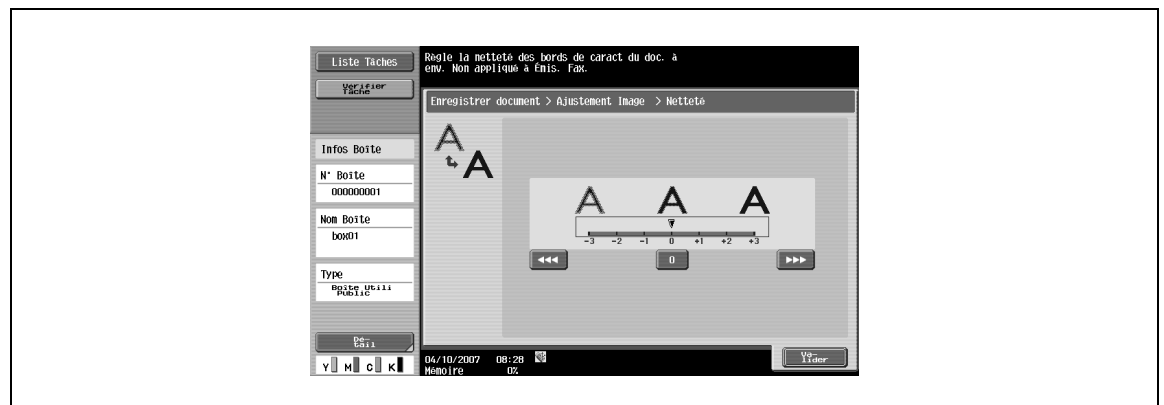 Liste Tâches
Vérifier
Tâche
Infos Boîte
N° Boîte
000000001
Nom Boîte
box01
Type
Boîte Utili
Public
Dé-
tail
Y M C K
Règle la netteté des bords de caract du doc. à
env. Non appliqué à Émis. Fax.
Enregistrer document > Ajustement Image > Netteté
A
A
A A A
-3 -2 -1 0 +1 +2 +3
0
04/10/2007 08:28
Mémoire 0%
Va-
lider